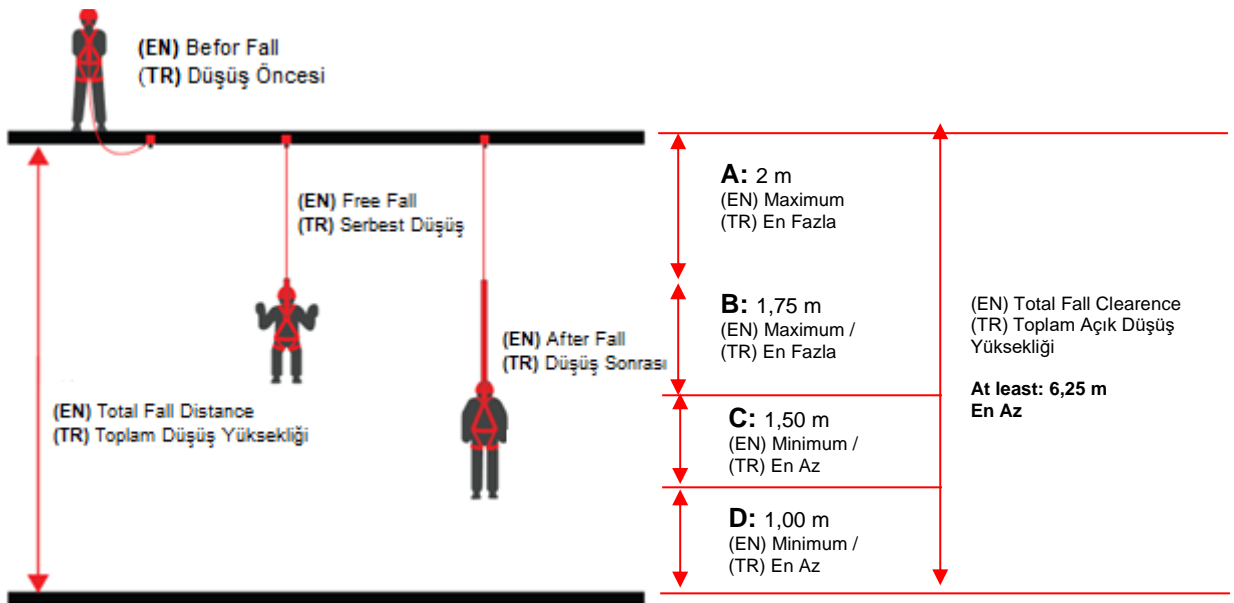 (EN) Befor Fall
(TR) Düşüş Öncesi
(EN) Free Fall
(TR) Serbest Düşüş
(EN) After Fall
(TR) Düşüş Sonrası
(EN) Total Fall Distance
(TR) Toplam Düşüş Yüksekliği
A: 2 m
(EN) Maximum
(TR) En Fazla
B: 1,75 m
(EN) Maximum /
(TR) En Fazla
C: 1,50 m
(EN) Minimum /
(TR) En Az
D: 1,00 m
(EN) Minimum /
(TR) En Az
(EN) Total Fall Clearence
(TR) Toplam Açık Düşüş
Yüksekliği
At least: 6,25 m
En Az